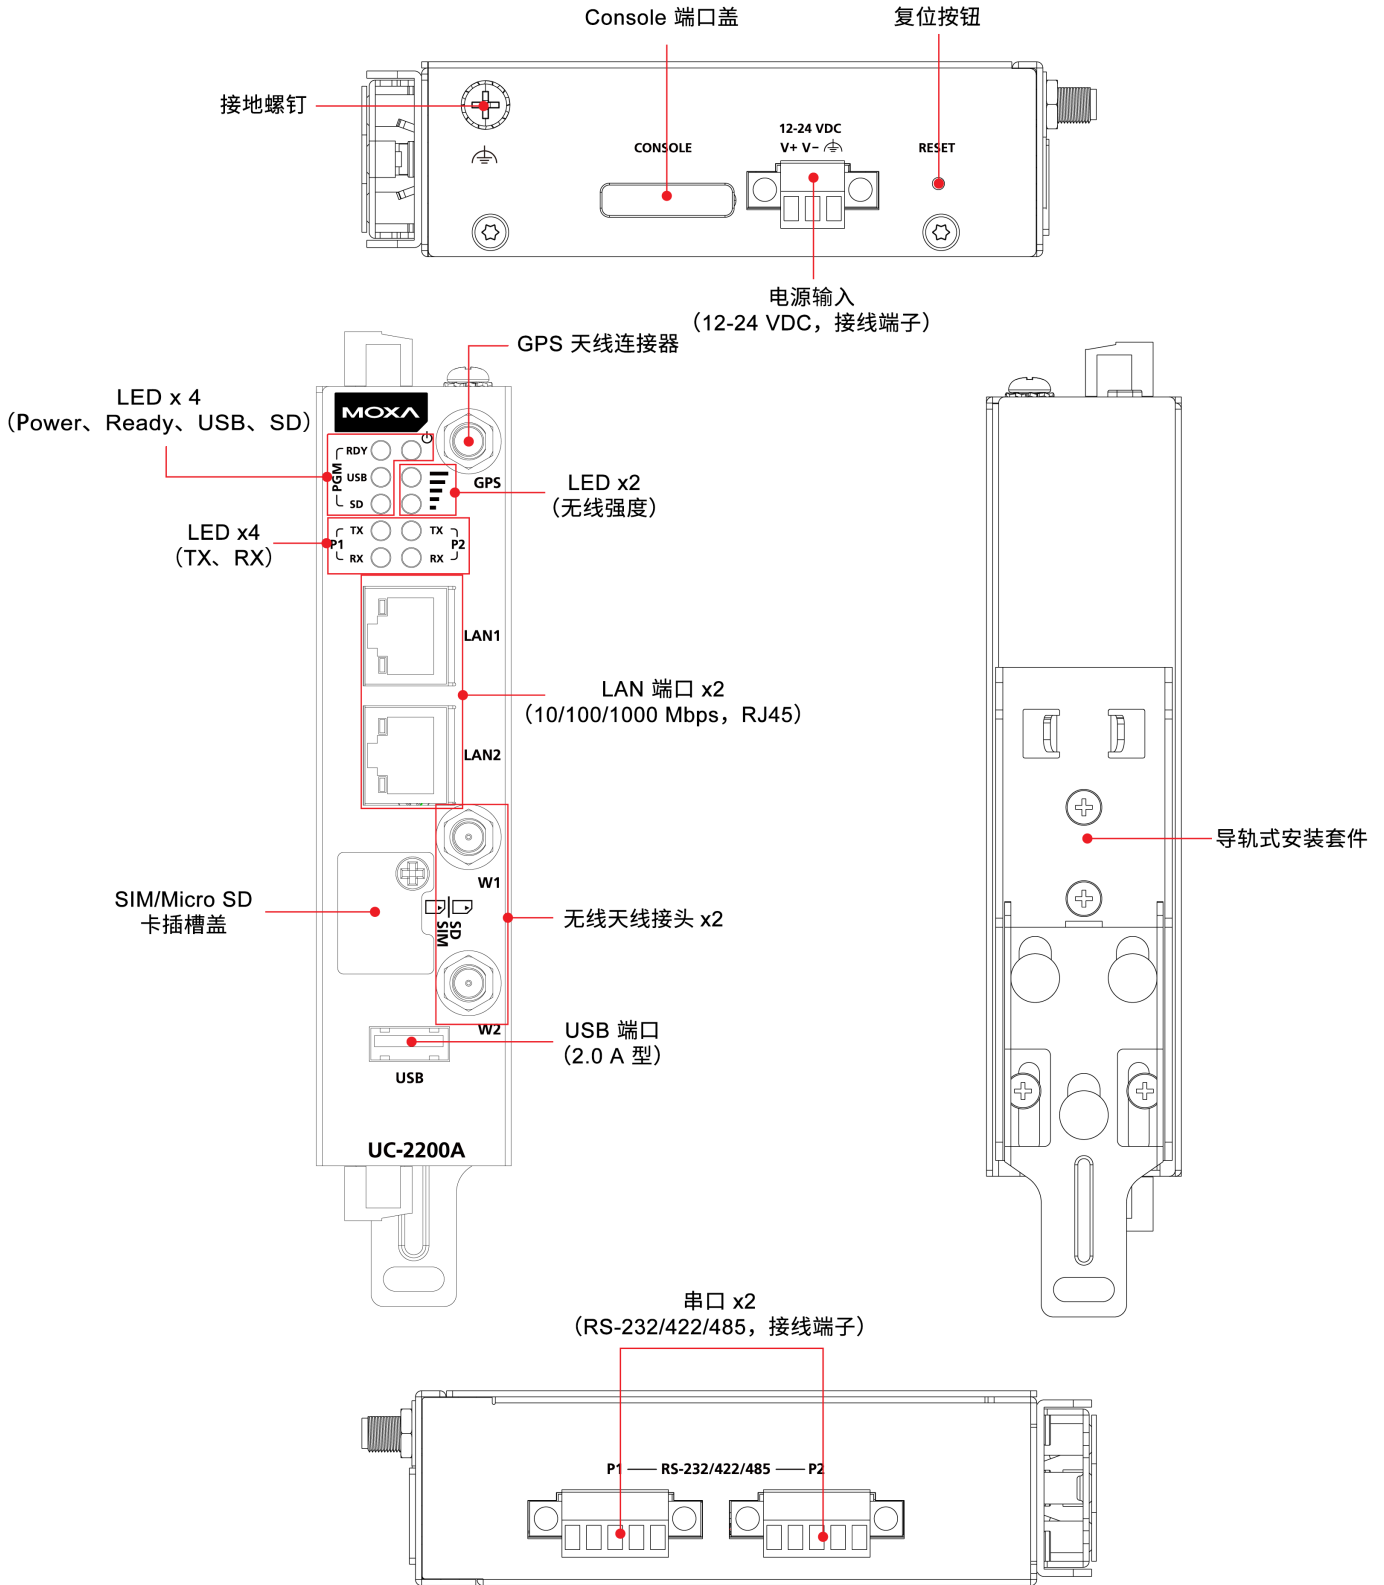 Console 端口盖
复位按钮
接地螺钉
12-24 VDC
V+ V-
CONSOLE
RESET
电源输入
（12-24 VDC，接线端子）
GPS 天线连接器
LED x 4
（Power、Ready、USB、SD）
MOXA
RDY
PGM
USB
SD
GPS
LED x2
（无线强度）
LED x4
（TX、RX）
TX
TX
P1
P2
RX
RX
LAN1
LAN 端口 x2
（10/100/1000 Mbps，RJ45）
LAN2
导轨式安装套件
W1
SIM/Micro SD
卡插槽盖
SD
SIM
无线天线接头 x2
W2
USB 端口
（2.0 A 型）
USB
UC-2200A
串口 x2
（RS-232/422/485，接线端子）
P1 RS-232/422/485 P2